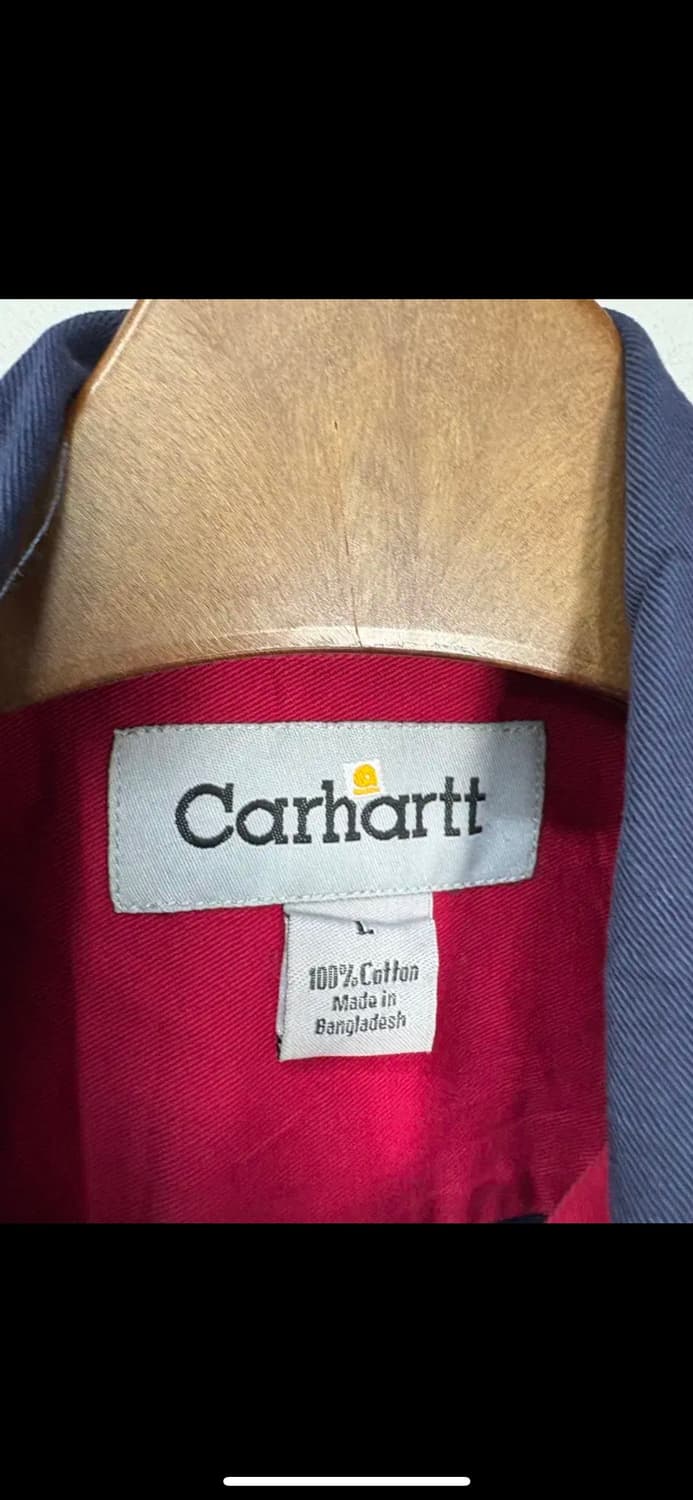 Carhartt
L
100% Cotton
Made in
Bangladesh